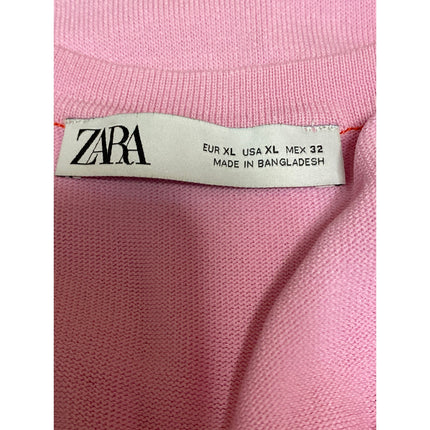 ZARA
EUR XL USA XL MEX 32
MADE IN BANGLADESH